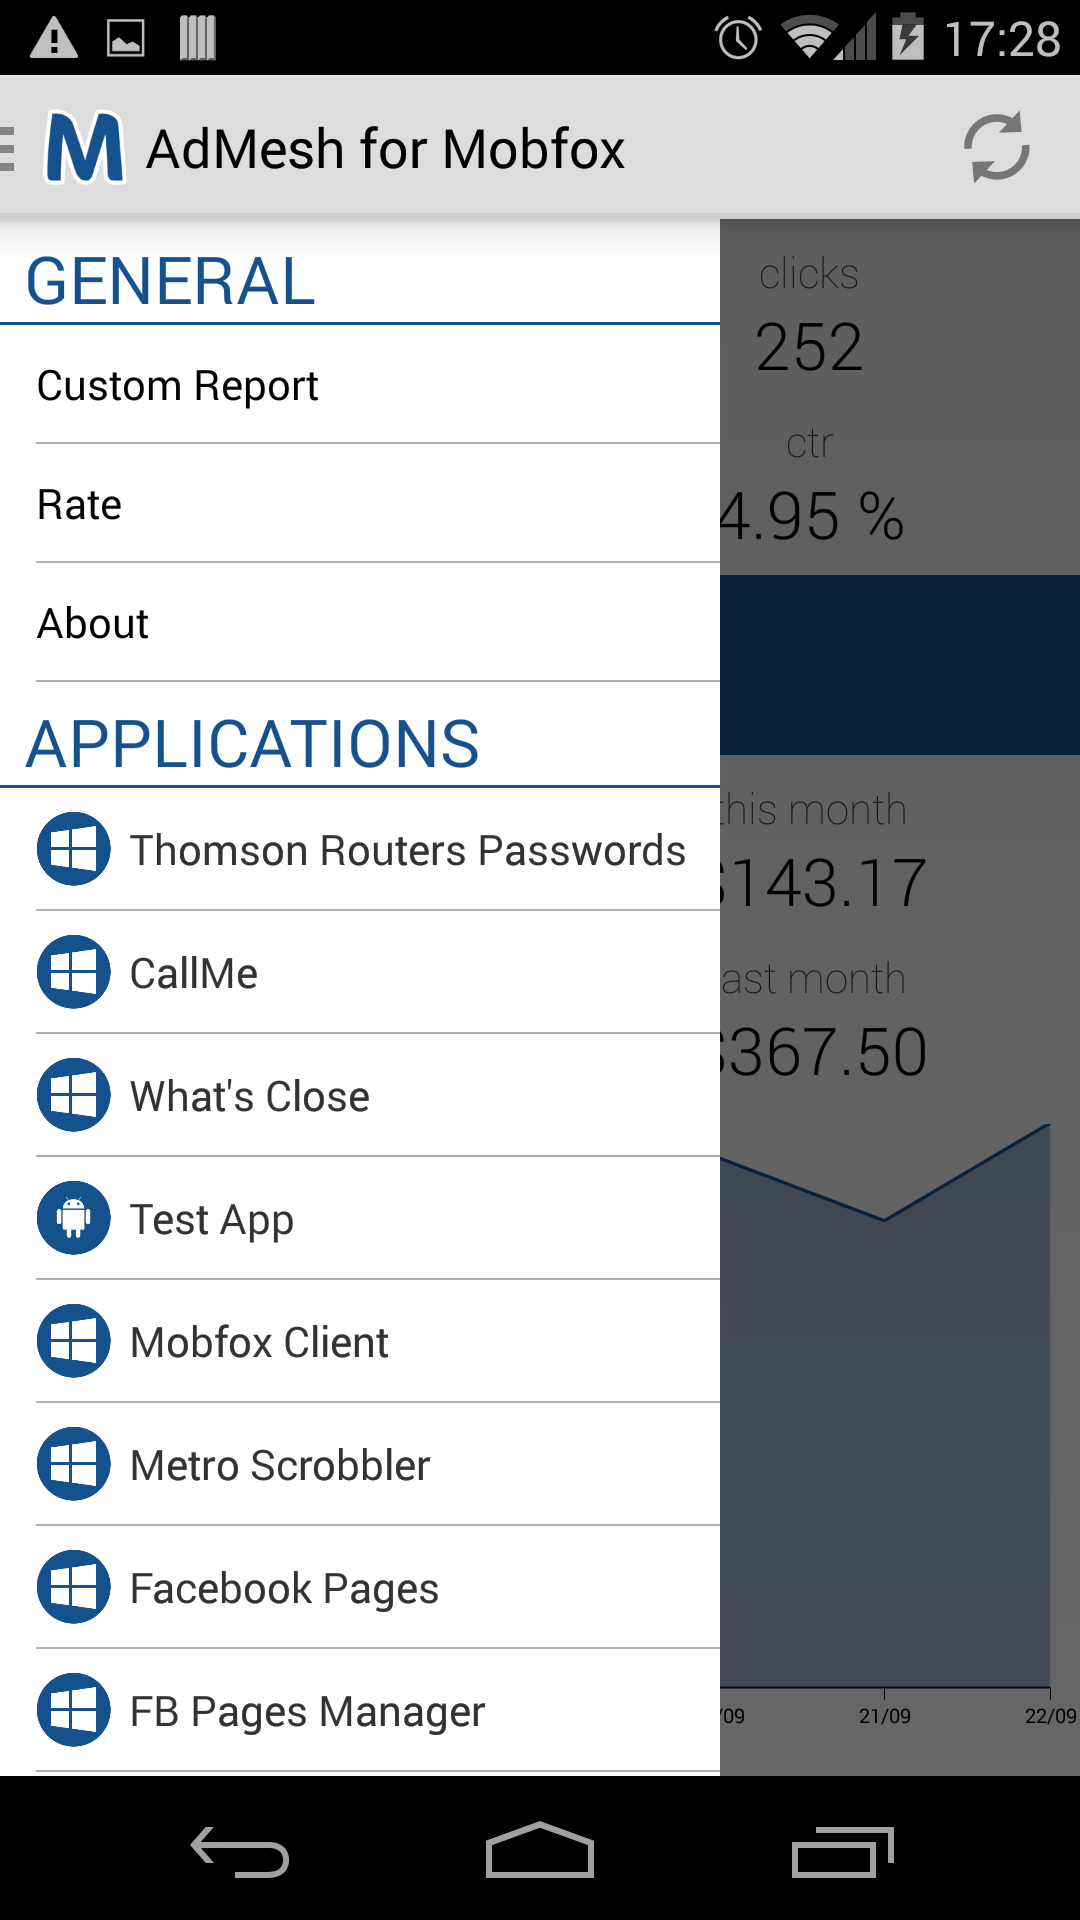 17:28
M AdMesh for Mobfox
GENERAL
Custom Report
Rate
About
APPLICATIONS
Thomson Routers Passwords
CallMe
What's Close
Test App
Mobfox Client
Metro Scrobbler
Facebook Pages
FB Pages Manager
clicks
252
ctr
4.95 %
this month
$143.17
last month
$367.50
/09
21/09
22/09